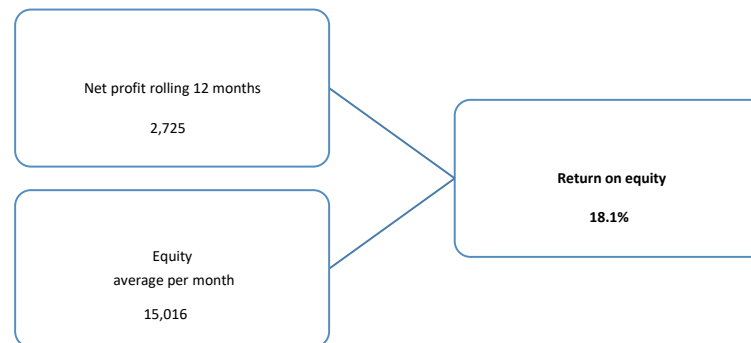 Net profit rolling 12 months
2,725
Return on equity
18.1%
Equity
average per month
15,016